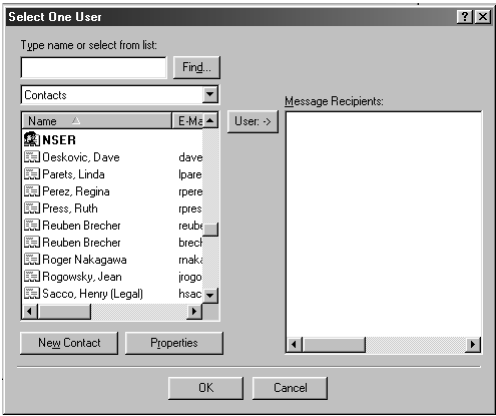 Select One User
Type name or select from list:
Find...
Contacts
Message Recipients:
Name E-Ma
User: ->
NSER
Oeskovic, Dave dave
Parets, Linda lpare
Perez, Regina rpere
Press, Ruth rpres
Reuben Brecher reube
Reuben Brecher brech
Roger Nakagawa rnaka
Rogowsky, Jean jrogo
Sacco, Henry (Legal) hsac
New Contact
Properties
OK
Cancel